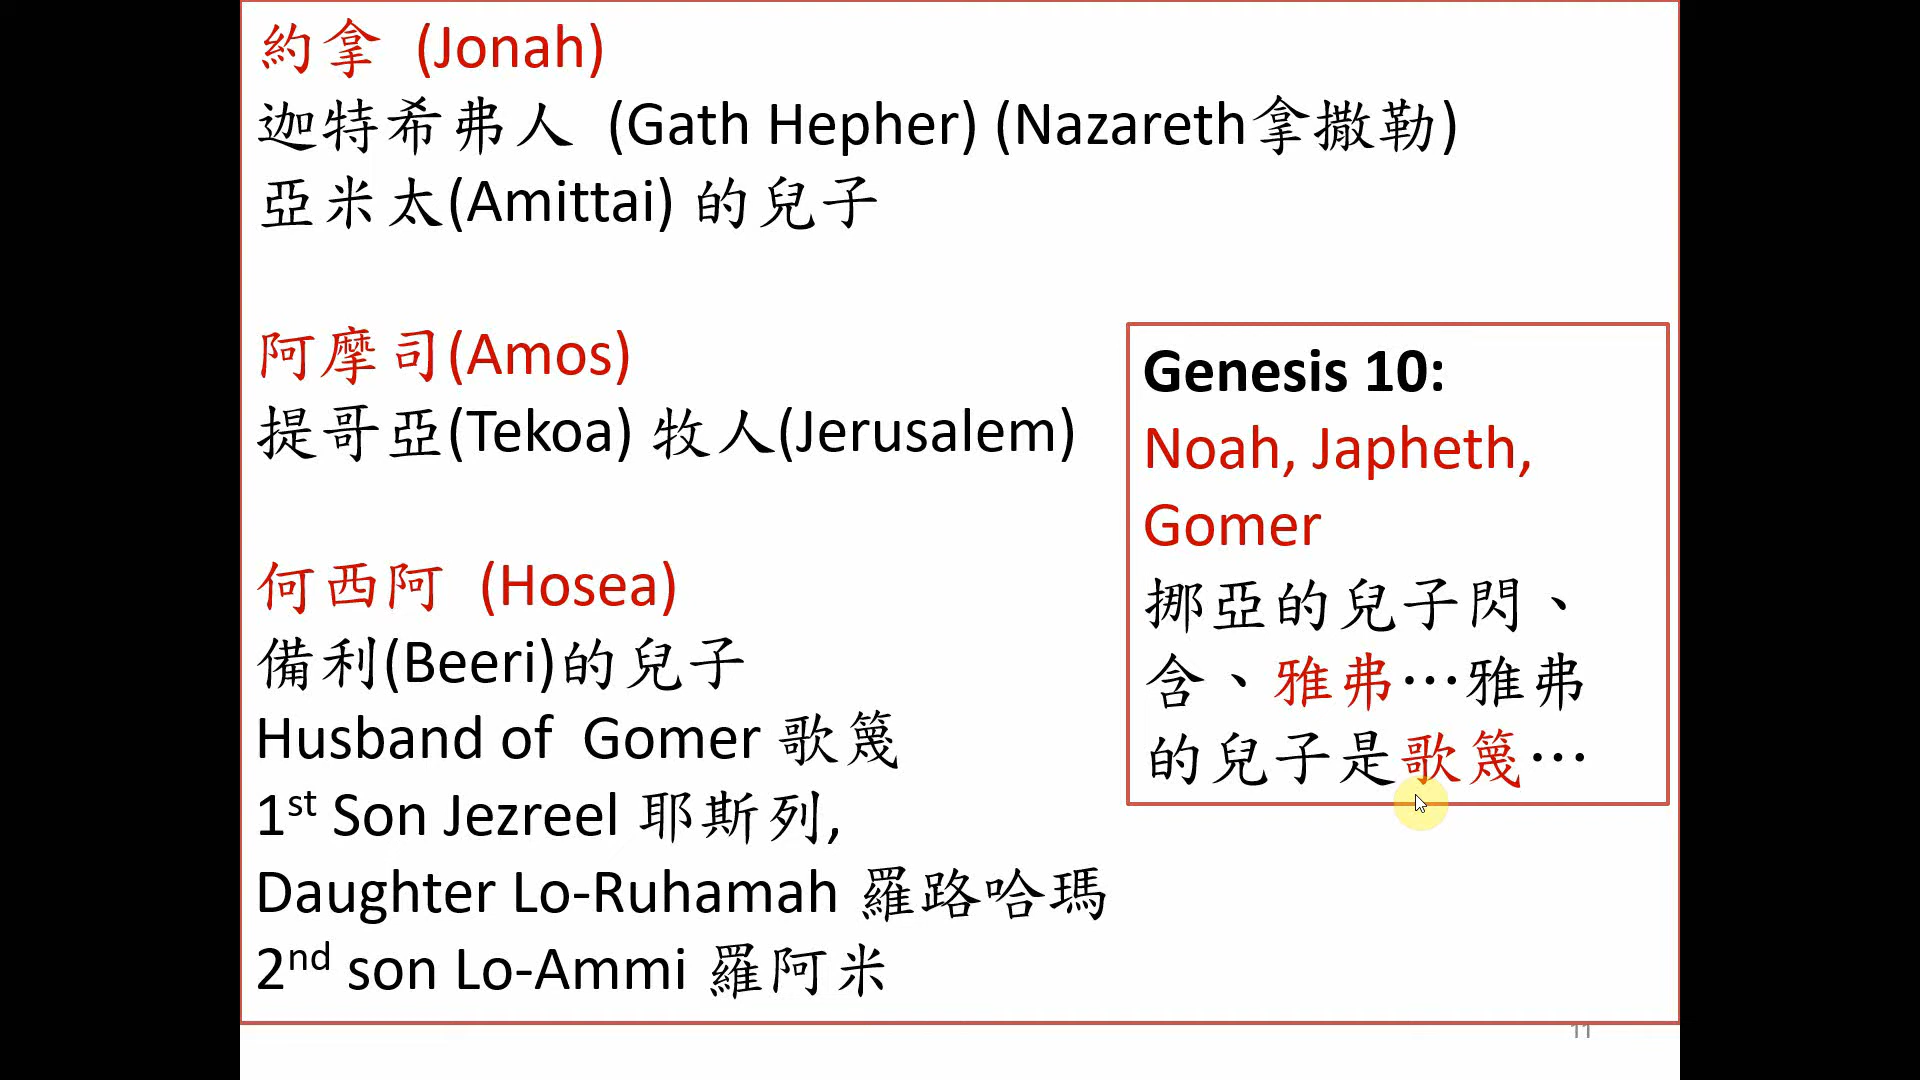 約拿 (Jonah)
迦特希弗人 (Gath Hepher) (Nazareth拿撒勒)
亞米太(Amittai) 的兒子
阿摩司(Amos)
提哥亞(Tekoa) 牧人(Jerusalem)
何西阿 (Hosea)
備利(Beeri)的兒子
Husband of Gomer 歌篾
1st Son Jezreel 耶斯列,
Daughter Lo-Ruhamah 羅路哈瑪
2nd son Lo-Ammi 羅阿米
Genesis 10:
Noah, Japheth,
Gomer
挪亞的兒子閃、
含、雅弗…雅弗
的兒子是歌篾…
11